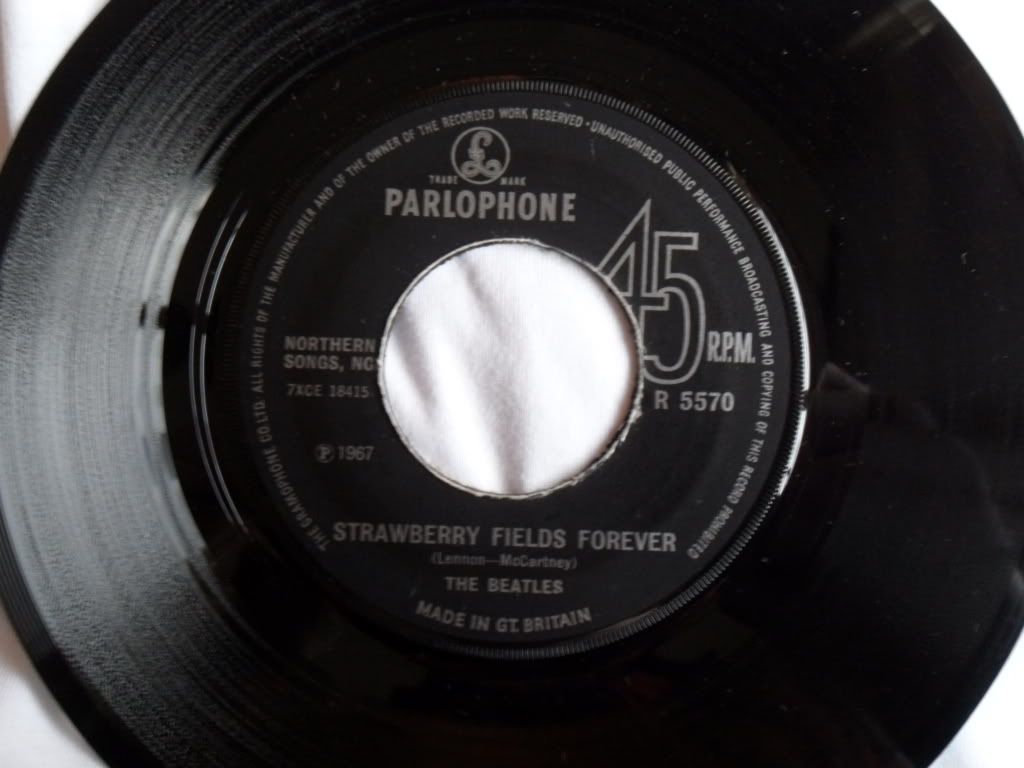 THE GRAMOPHONE CO.LTD. ALL RIGHTS OF THE MANUFACTURER AND OF THE OWNER OF THE RECORDED WORK RESERVED • UNAUTHORISED PUBLIC PERFORMANCE BROADCASTING AND COPYING OF THIS RECORD PROHIBITED
£
TRADE MARK
PARLOPHONE
45
R.P.M.
NORTHERN
SONGS, NC
7XCE 18415
R 5570
℗ 1967
STRAWBERRY FIELDS FOREVER
(Lennon—McCartney)
THE BEATLES
MADE IN GT. BRITAIN